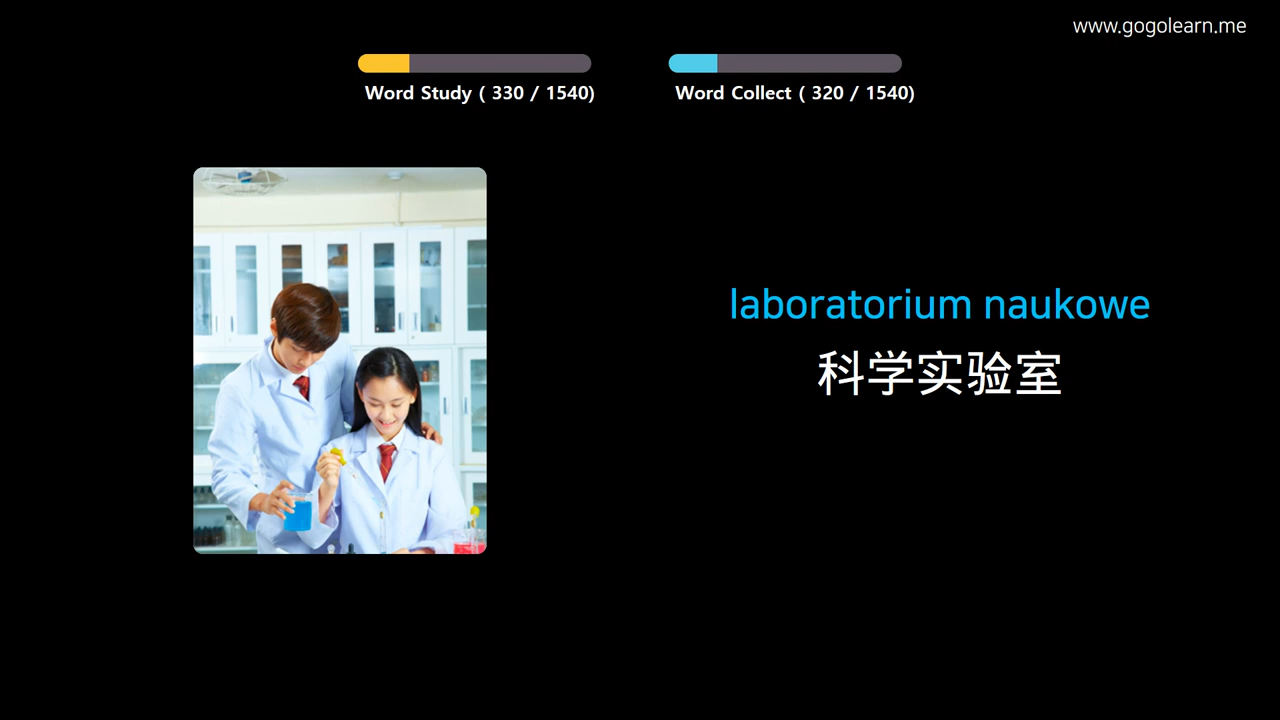 www.gogolearn.me
Word Study ( 330 / 1540)
Word Collect ( 320 / 1540)
laboratorium naukowe
科学实验室